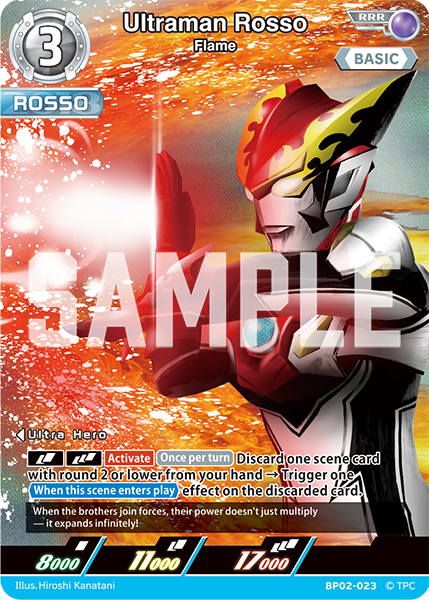 Ultraman Rosso
Flame
3
RRR
BASIC
ROSSO
SAMPLE
Ultra Hero
Activate Once per turn Discard one scene card
with round 2 or lower from your hand → Trigger one
When this scene enters play effect on the discarded card.
When the brothers join forces, their power doesn't just multiply
— it expands infinitely!
8000 11000 17000
Illus.Hiroshi Kanatani BP02-023 © TPC